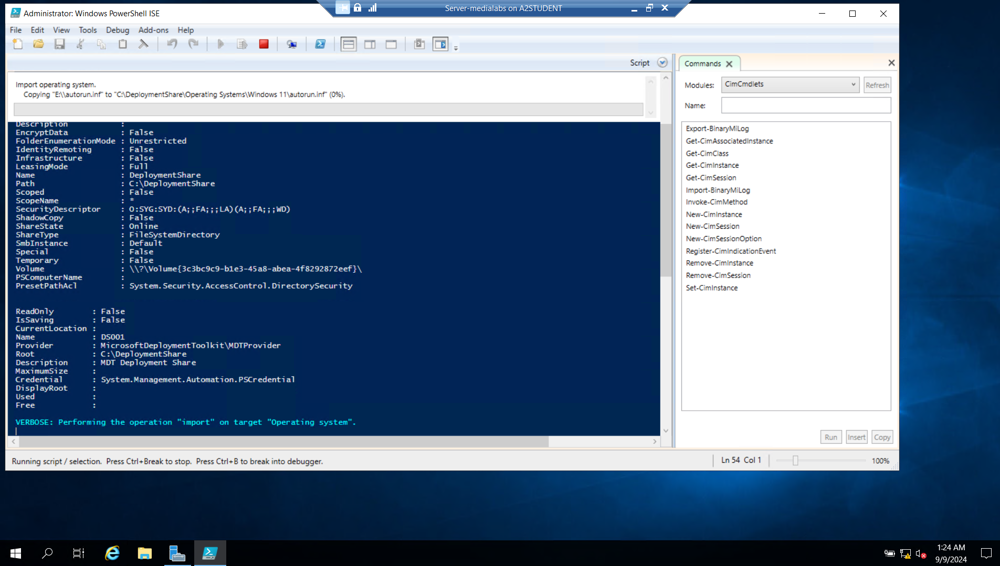 Server-medialabs on A2STUDENT
Administrator: Windows PowerShell ISE
File Edit View Tools Debug Add-ons Help
Script
Import operating system.
Copying "E:\\autorun.inf" to "C:\DeploymentShare\Operating Systems\Windows 11\autorun.inf" (0%).
Description :
EncryptData : False
FolderEnumerationMode : Unrestricted
IdentityRemoting : False
Infrastructure : False
LeasingMode : Full
Name : DeploymentShare
Path : C:\DeploymentShare
Scoped : False
ScopeName : *
SecurityDescriptor : O:SYG:SYD:(A;;FA;;;LA)(A;;FA;;;WD)
ShadowCopy : False
ShareState : Online
ShareType : FileSystemDirectory
SmbInstance : Default
Special : False
Temporary : False
Volume : \\?\Volume{3c3bc9c9-b1e3-45a8-abea-4f8292872eef}\
PSComputerName :
PresetPathAcl : System.Security.AccessControl.DirectorySecurity
ReadOnly : False
IsSaving : False
CurrentLocation :
Name : DS001
Provider : MicrosoftDeploymentToolkit\MDTProvider
Root : C:\DeploymentShare
Description : MDT Deployment Share
MaximumSize :
Credential : System.Management.Automation.PSCredential
DisplayRoot :
Used :
Free :
VERBOSE: Performing the operation "import" on target "Operating system".
Commands
Modules: CimCmdlets Refresh
Name:
Export-BinaryMiLog
Get-CimAssociatedInstance
Get-CimClass
Get-CimInstance
Get-CimSession
Import-BinaryMiLog
Invoke-CimMethod
New-CimInstance
New-CimSession
New-CimSessionOption
Register-CimIndicationEvent
Remove-CimInstance
Remove-CimSession
Set-CimInstance
Run Insert Copy
Running script / selection. Press Ctrl+Break to stop. Press Ctrl+B to break into debugger.
Ln 54 Col 1
100%
1:24 AM
9/9/2024